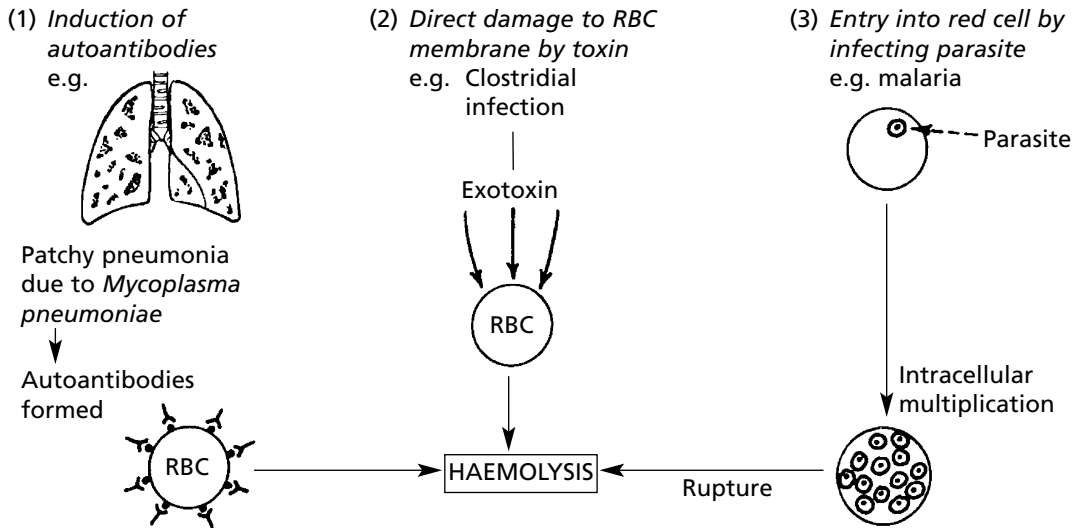 (1) Induction of
autoantibodies
e.g.
Patchy pneumonia
due to Mycoplasma
pneumoniae
Autoantibodies
formed
RBC
(2) Direct damage to RBC
membrane by toxin
e.g. Clostridial
infection
Exotoxin
RBC
HAEMOLYSIS
(3) Entry into red cell by
infecting parasite
e.g. malaria
Parasite
Intracellular
multiplication
Rupture